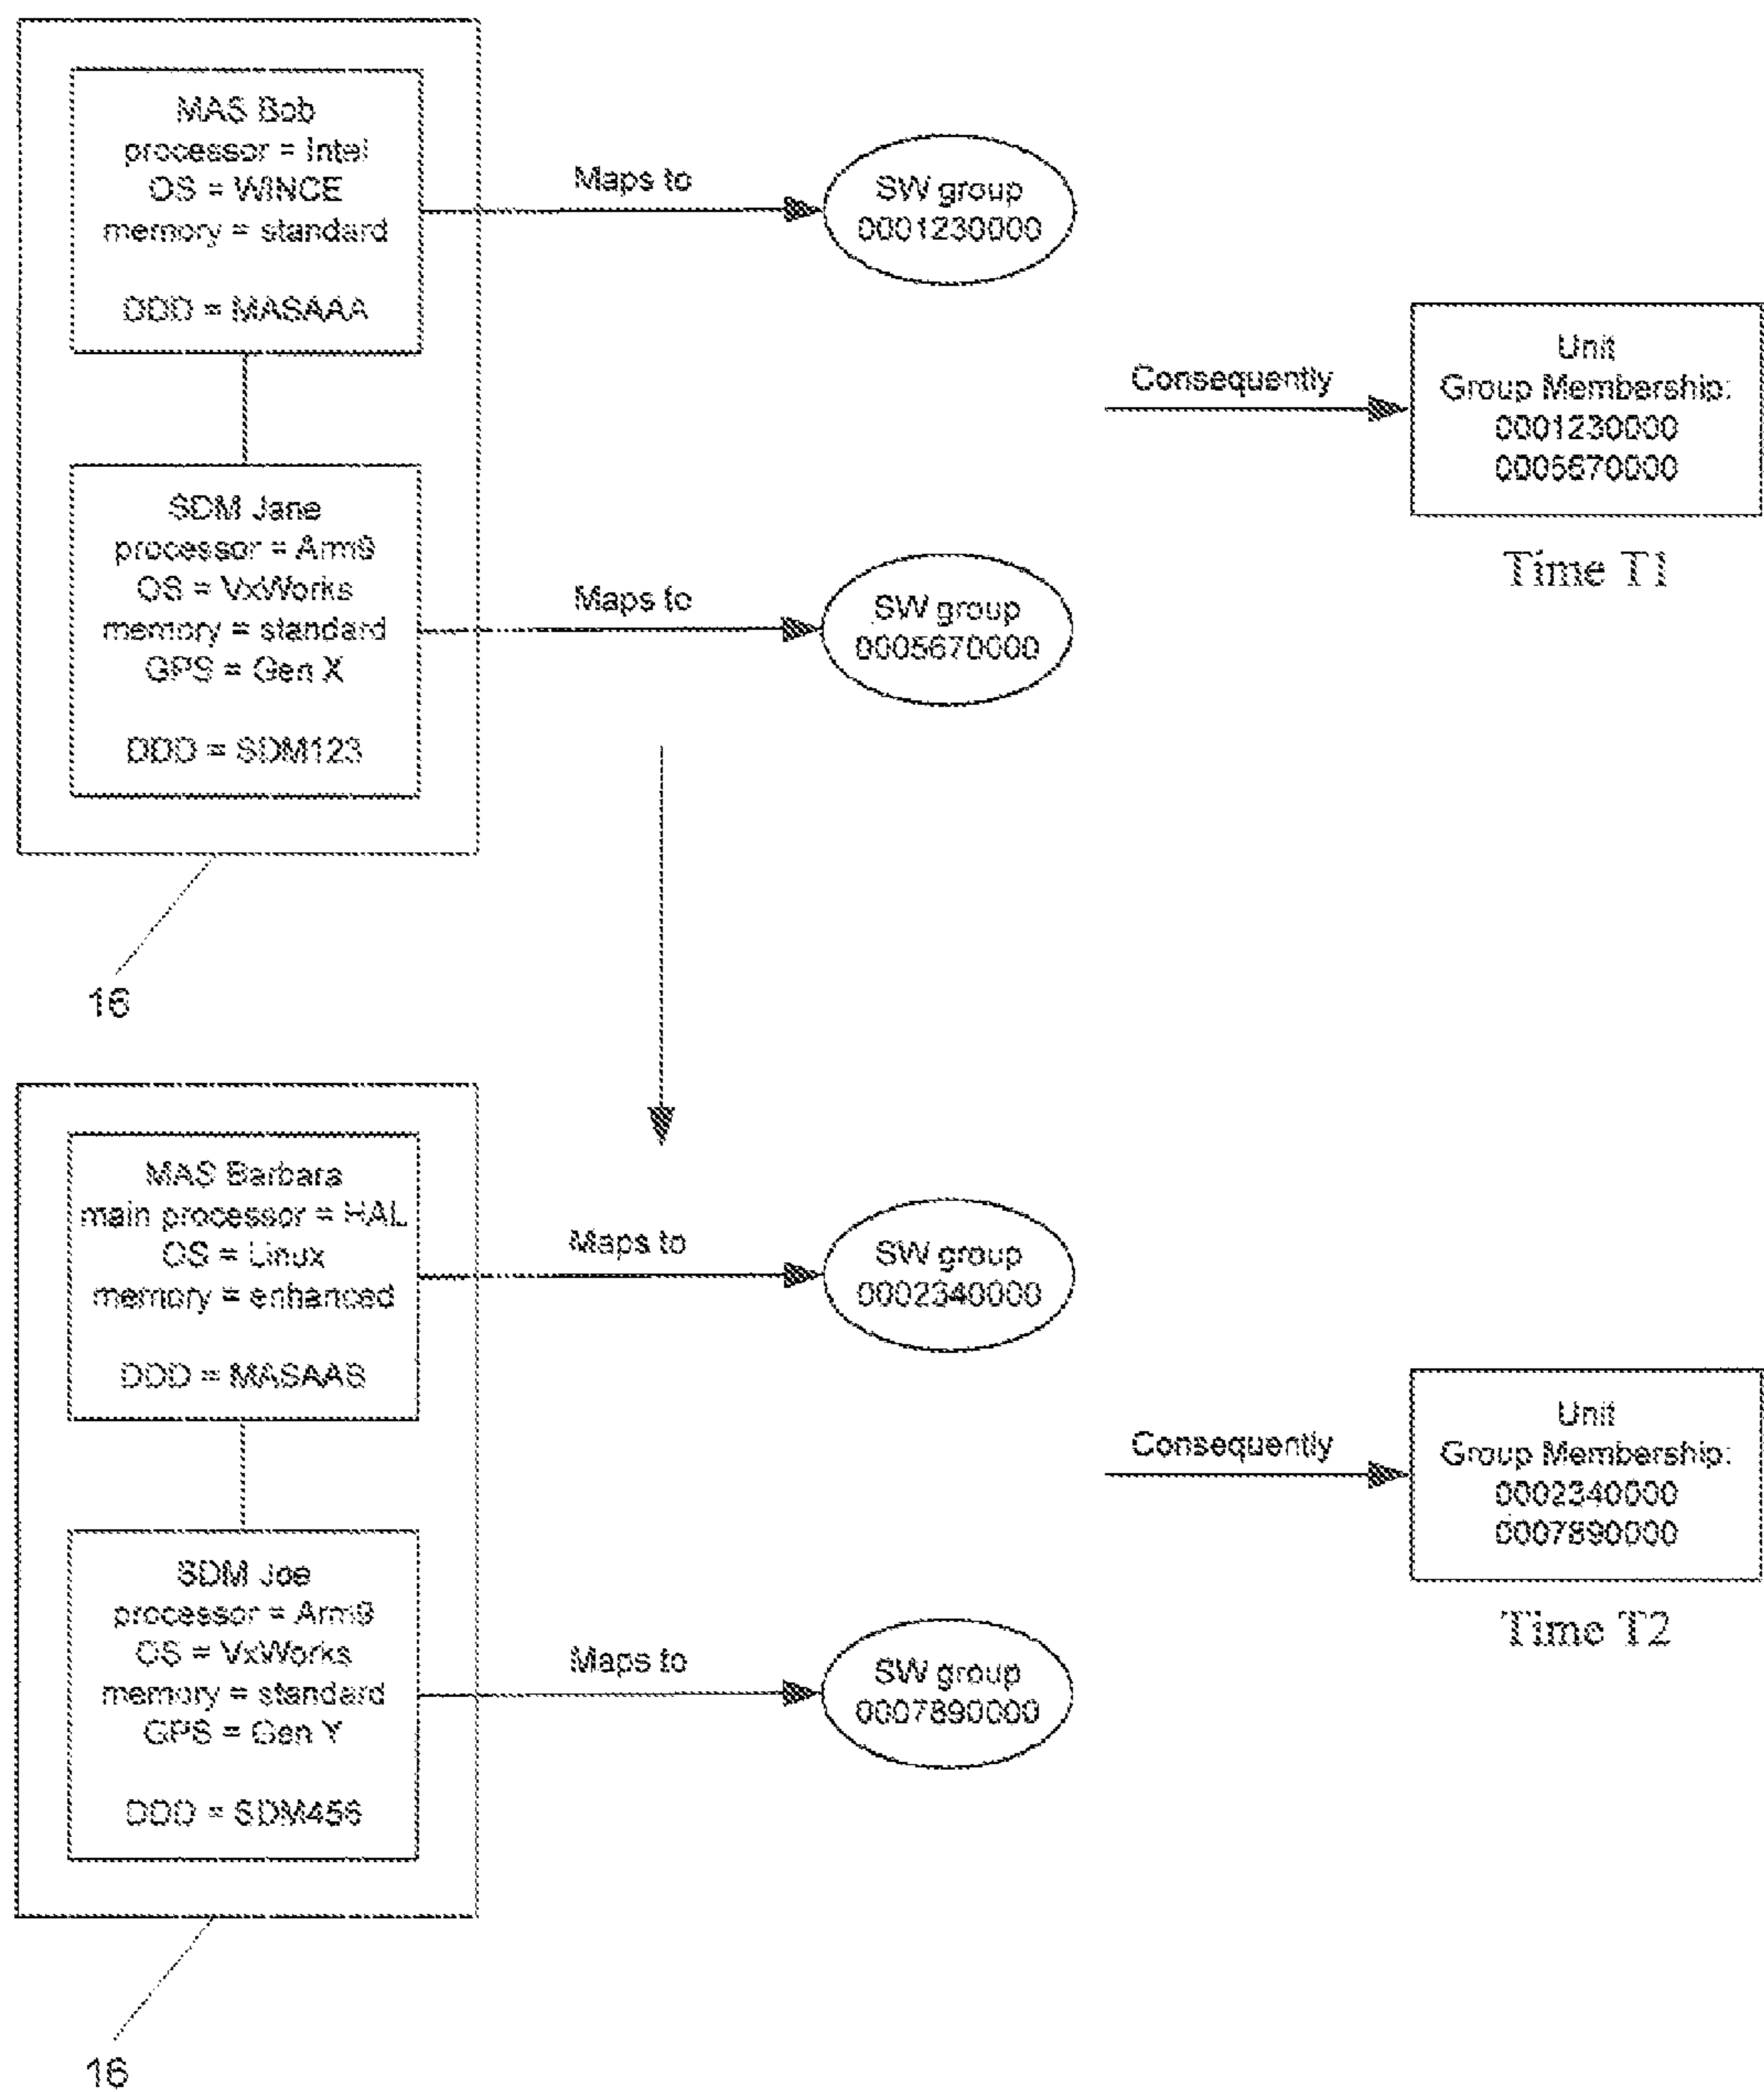 MAS Bob
processor = Intel
OS = WINCE
memory = standard
DDD = MASAAA
Maps to
SW group
0001230000
Consequently
Unit
Group Membership:
0001230000
0005670000
Time T1
SDM Jane
processor = Arm9
OS = VxWorks
memory = standard
GPS = Gen X
DDD = SDM123
Maps to
SW group
0005670000
16
MAS Barbara
main processor = HAL
OS = Linux
memory = enhanced
DDD = MASAAB
Maps to
SW group
0002340000
Consequently
Unit
Group Membership:
0002340000
0007890000
Time T2
SDM Joe
processor = Arm9
OS = VxWorks
memory = standard
GPS = Gen Y
DDD = SDM456
Maps to
SW group
0007890000
16